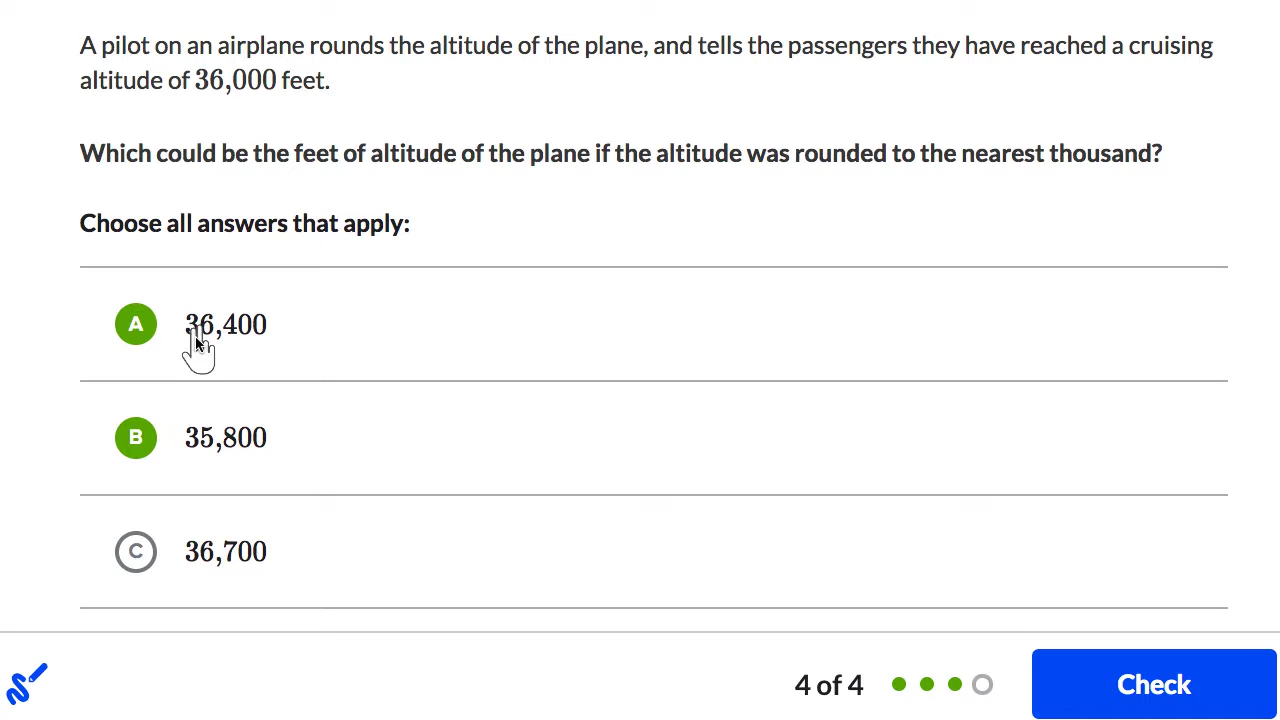 A pilot on an airplane rounds the altitude of the plane, and tells the passengers they have reached a cruising
altitude of 36,000 feet.
Which could be the feet of altitude of the plane if the altitude was rounded to the nearest thousand?
Choose all answers that apply:
A 36,400
B 35,800
C 36,700
4 of 4 Check